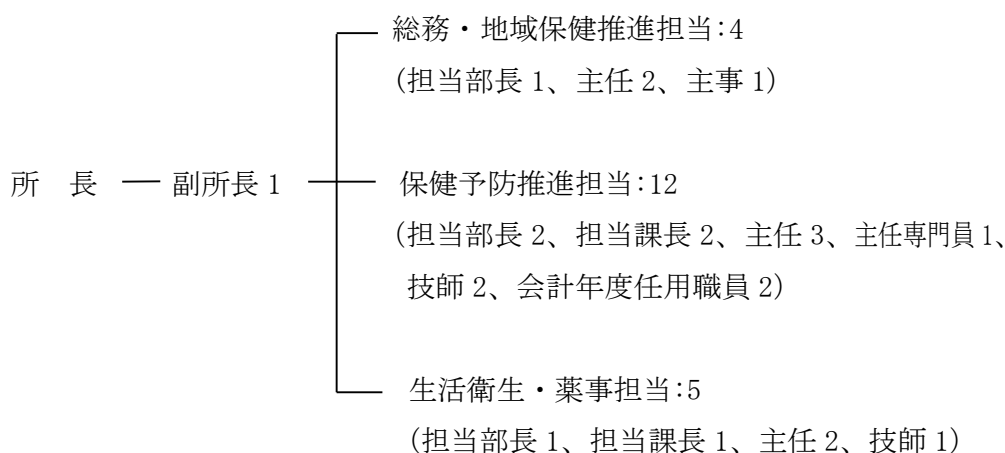 総務・地域保健推進担当:4
(担当部長 1、主任 2、主事 1)
所　長
副所長 1
保健予防推進担当:12
(担当部長 2、担当課長 2、主任 3、主任専門員 1、
技師 2、会計年度任用職員 2)
生活衛生・薬事担当:5
(担当部長 1、担当課長 1、主任 2、技師 1)